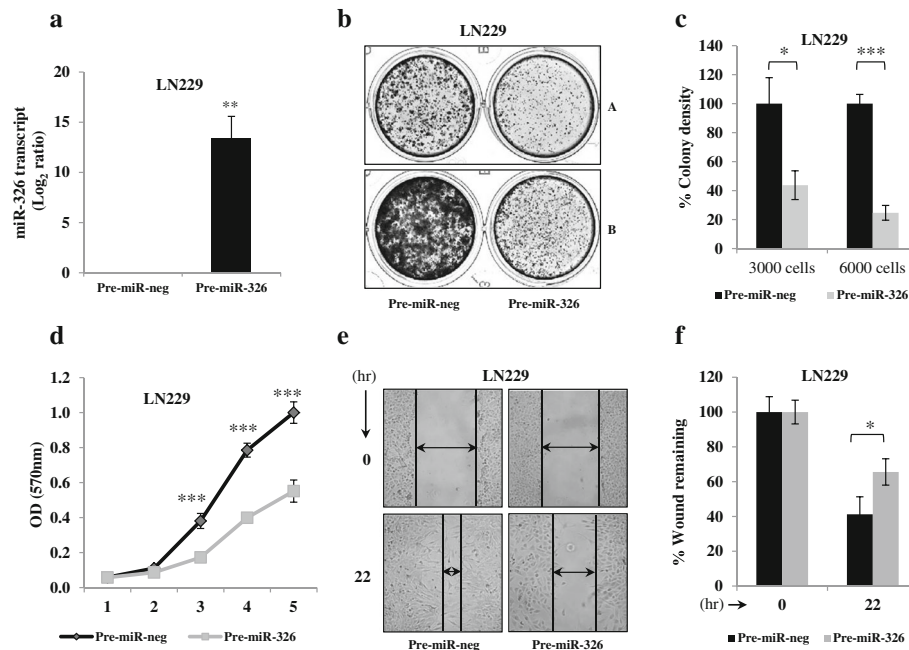 a
LN229
miR-326 transcript
(Log2 ratio)
20
15
10
5
0
**
Pre-miR-neg
Pre-miR-326
b
LN229
A
B
Pre-miR-neg
Pre-miR-326
c
LN229
% Colony density
140
120
100
80
60
40
20
0
*
***
3000 cells
6000 cells
Pre-miR-neg
Pre-miR-326
d
LN229
OD (570nm)
1.2
1.0
0.8
0.6
0.4
0.2
0.0
***
***
***
1 2 3 4 5
Pre-miR-neg
Pre-miR-326
e
LN229
(hr)
0
22
Pre-miR-neg
Pre-miR-326
f
LN229
% Wound remaining
120
100
80
60
40
20
0
*
(hr)
0
22
Pre-miR-neg
Pre-miR-326